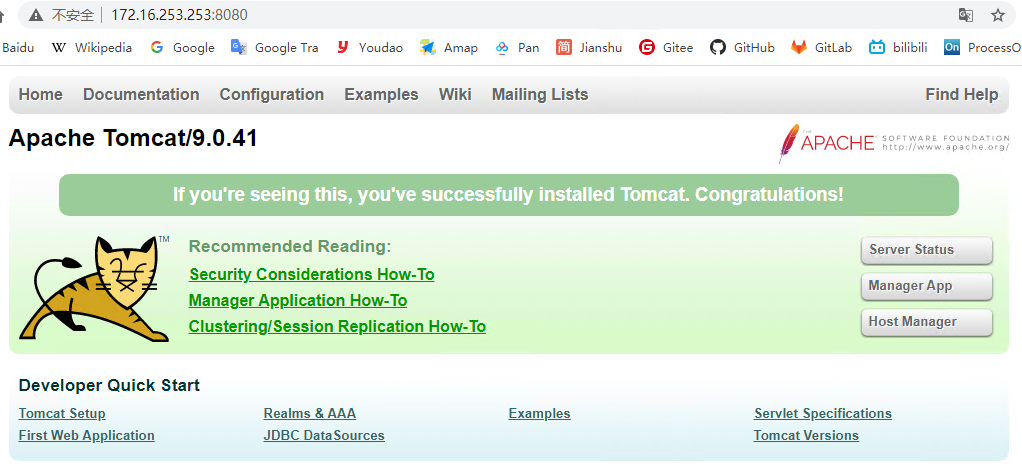 不安全 172.16.253.253:8080
Baidu Wikipedia Google Google Tra Youdao Amap Pan Jianshu Gitee GitHub GitLab bilibili ProcessO
Home Documentation Configuration Examples Wiki Mailing Lists Find Help
Apache Tomcat/9.0.41
THE APACHE SOFTWARE FOUNDATION
http://www.apache.org/
If you're seeing this, you've successfully installed Tomcat. Congratulations!
TM
Recommended Reading:
Security Considerations How-To
Manager Application How-To
Clustering/Session Replication How-To
Server Status
Manager App
Host Manager
Developer Quick Start
Tomcat Setup Realms & AAA Examples Servlet Specifications
First Web Application JDBC DataSources Tomcat Versions